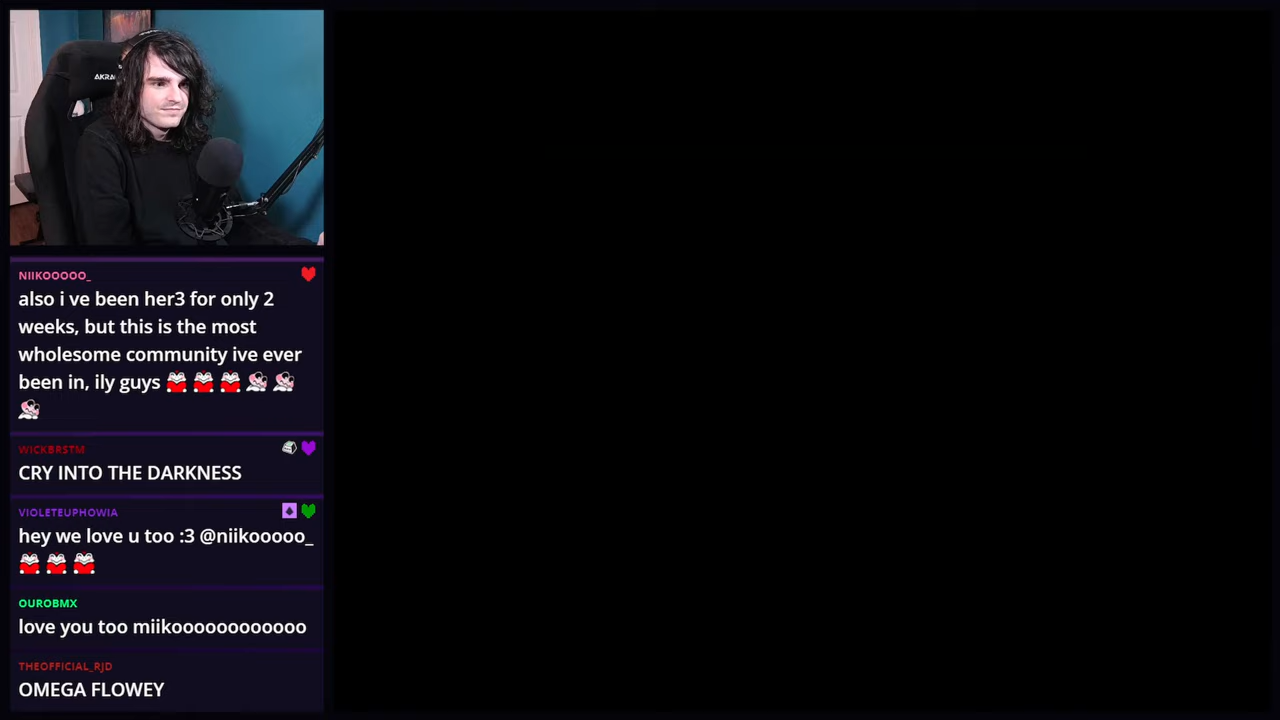 AKRA
NIIKOOOOO_
also i ve been her3 for only 2
weeks, but this is the most
wholesome community ive ever
been in, ily guys
WICKBRSTM
CRY INTO THE DARKNESS
VIOLETEUPHOWIA
hey we love u too :3 @niikooooo_
OUROBMX
love you too miikoooooooooooo
THEOFFICIAL_RJD
OMEGA FLOWEY